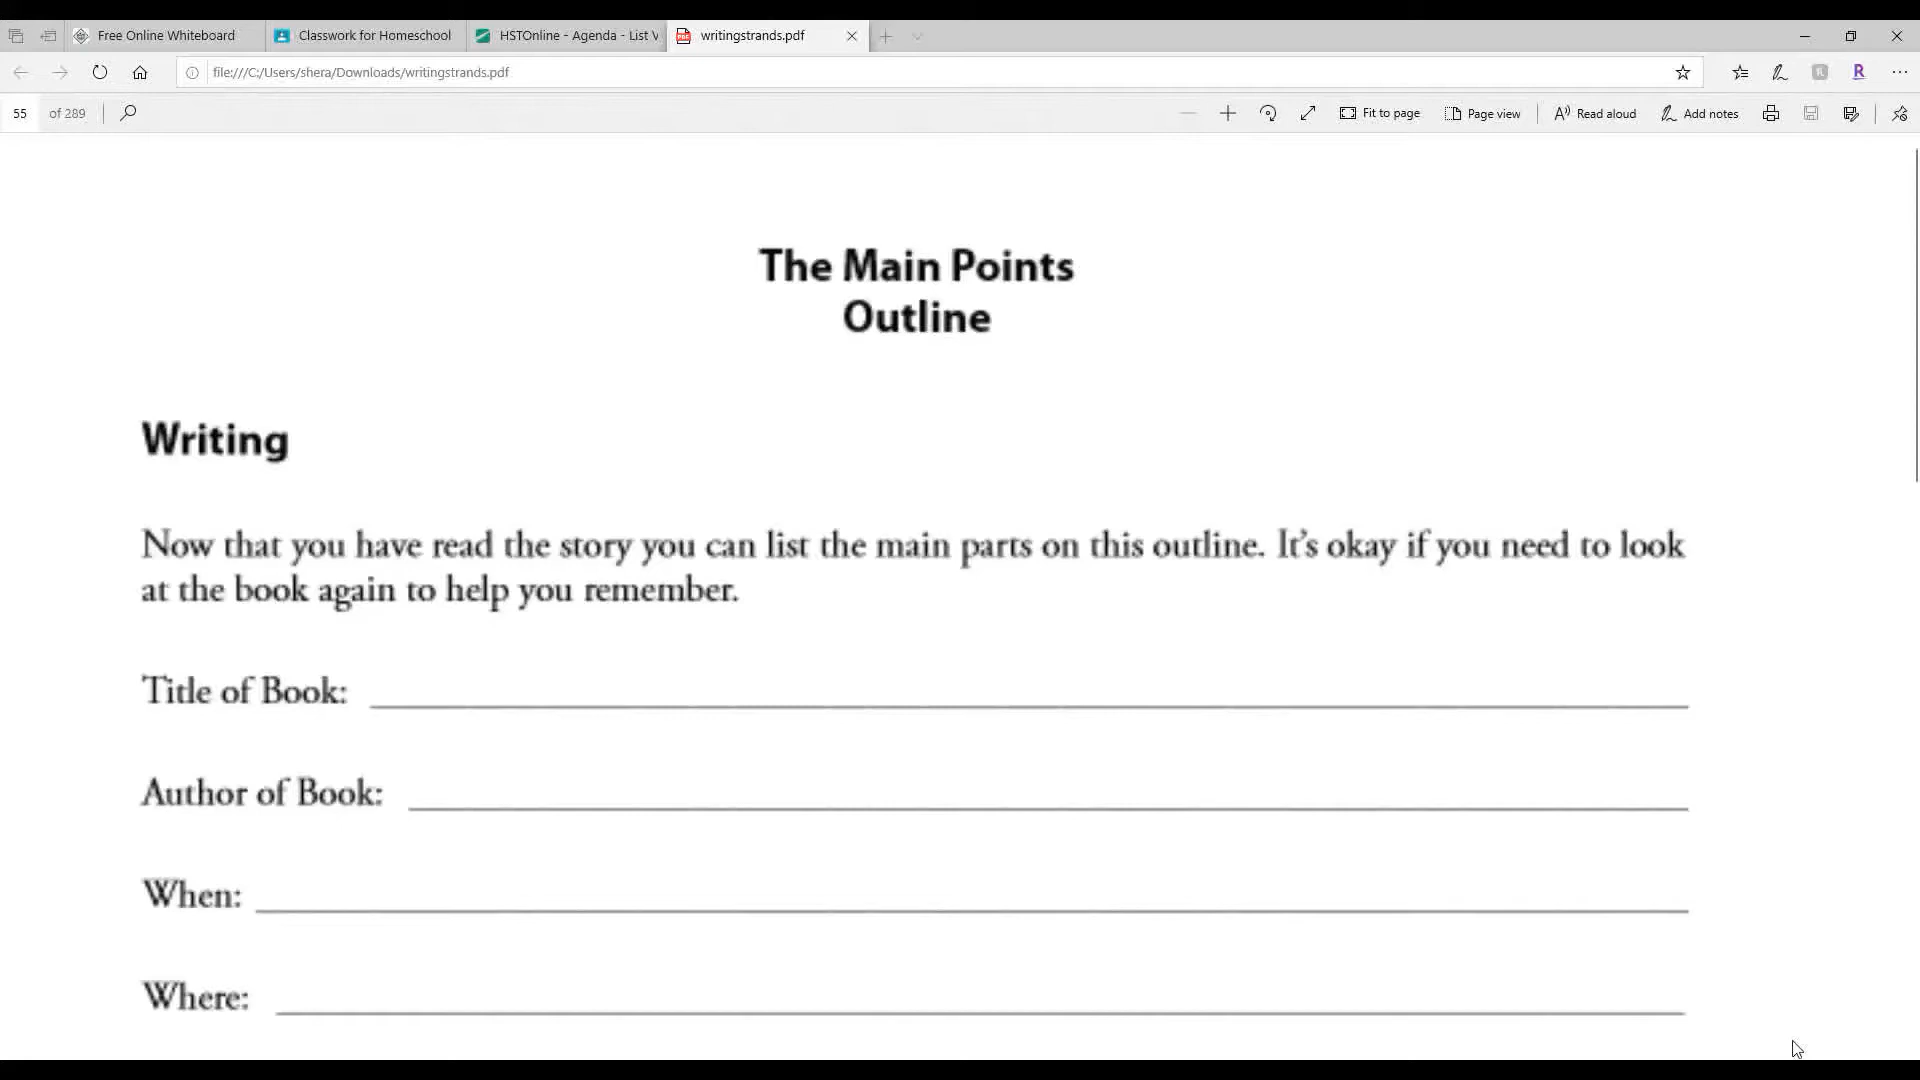 Free Online Whiteboard
Classwork for Homeschool
HSTOnline - Agenda - List V
writingstrands.pdf
file:///C:/Users/shera/Downloads/writingstrands.pdf
R
55 of 289
Fit to page
Page view
Read aloud
Add notes
The Main Points
Outline
Writing
Now that you have read the story you can list the main parts on this outline. It's okay if you need to look
at the book again to help you remember.
Title of Book:
Author of Book:
When:
Where: